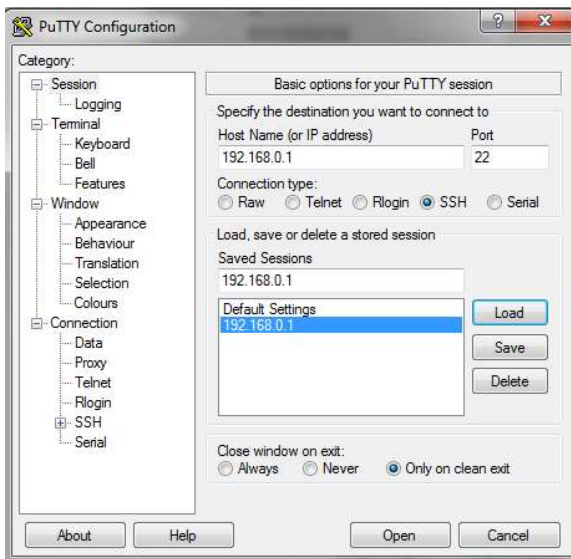 PuTTY Configuration
Category:
Session
Logging
Terminal
Keyboard
Bell
Features
Window
Appearance
Behaviour
Translation
Selection
Colours
Connection
Data
Proxy
Telnet
Rlogin
SSH
Serial
Basic options for your PuTTY session
Specify the destination you want to connect to
Host Name (or IP address) Port
192.168.0.1 22
Connection type:
Raw Telnet Rlogin SSH Serial
Load, save or delete a stored session
Saved Sessions
192.168.0.1
Default Settings
192.168.0.1
Load
Save
Delete
Close window on exit:
Always Never Only on clean exit
About Help Open Cancel